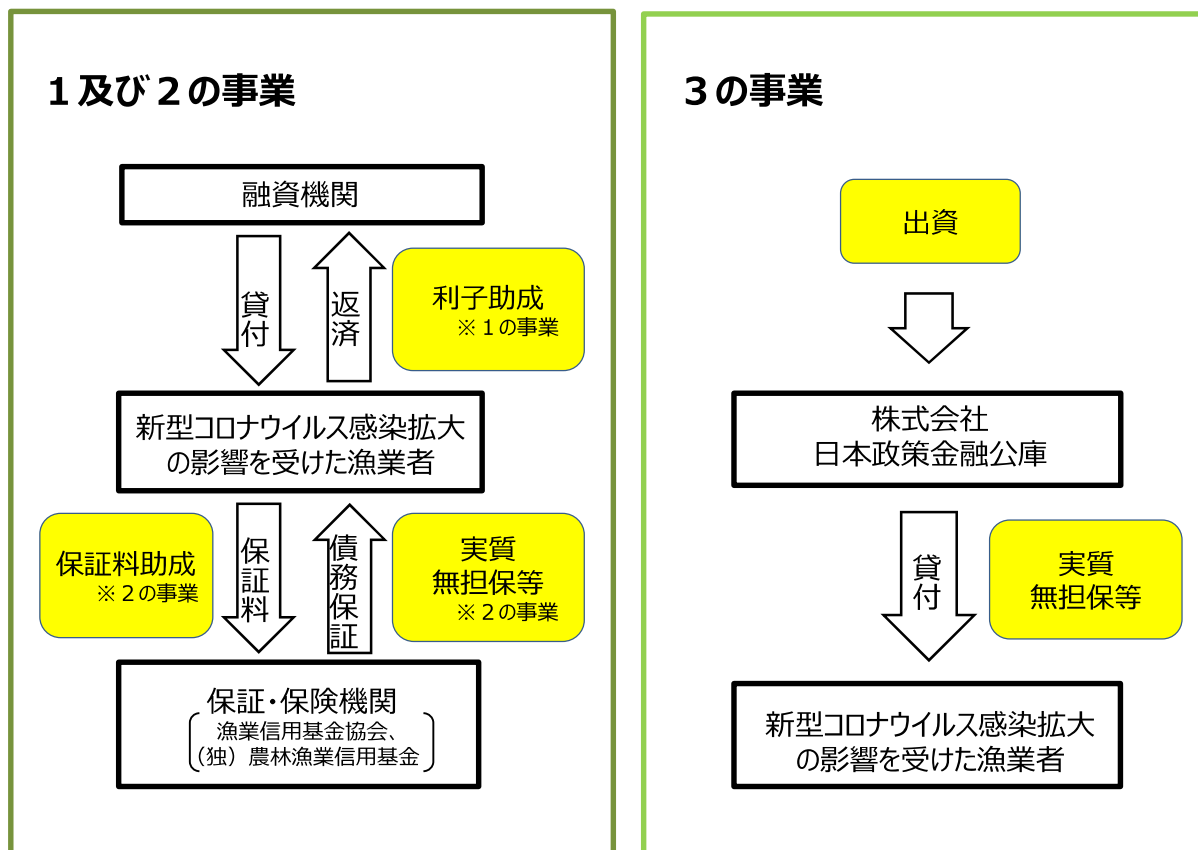 １及び２の事業
融資機関
貸付
返済
利子助成
※１の事業
新型コロナウイルス感染拡大
の影響を受けた漁業者
保証料助成
※２の事業
保証料
債務保証
実質
無担保等
※２の事業
保証・保険機関
漁業信用基金協会、
（独）農林漁業信用基金
３の事業
出資
株式会社
日本政策金融公庫
貸付
実質
無担保等
新型コロナウイルス感染拡大
の影響を受けた漁業者